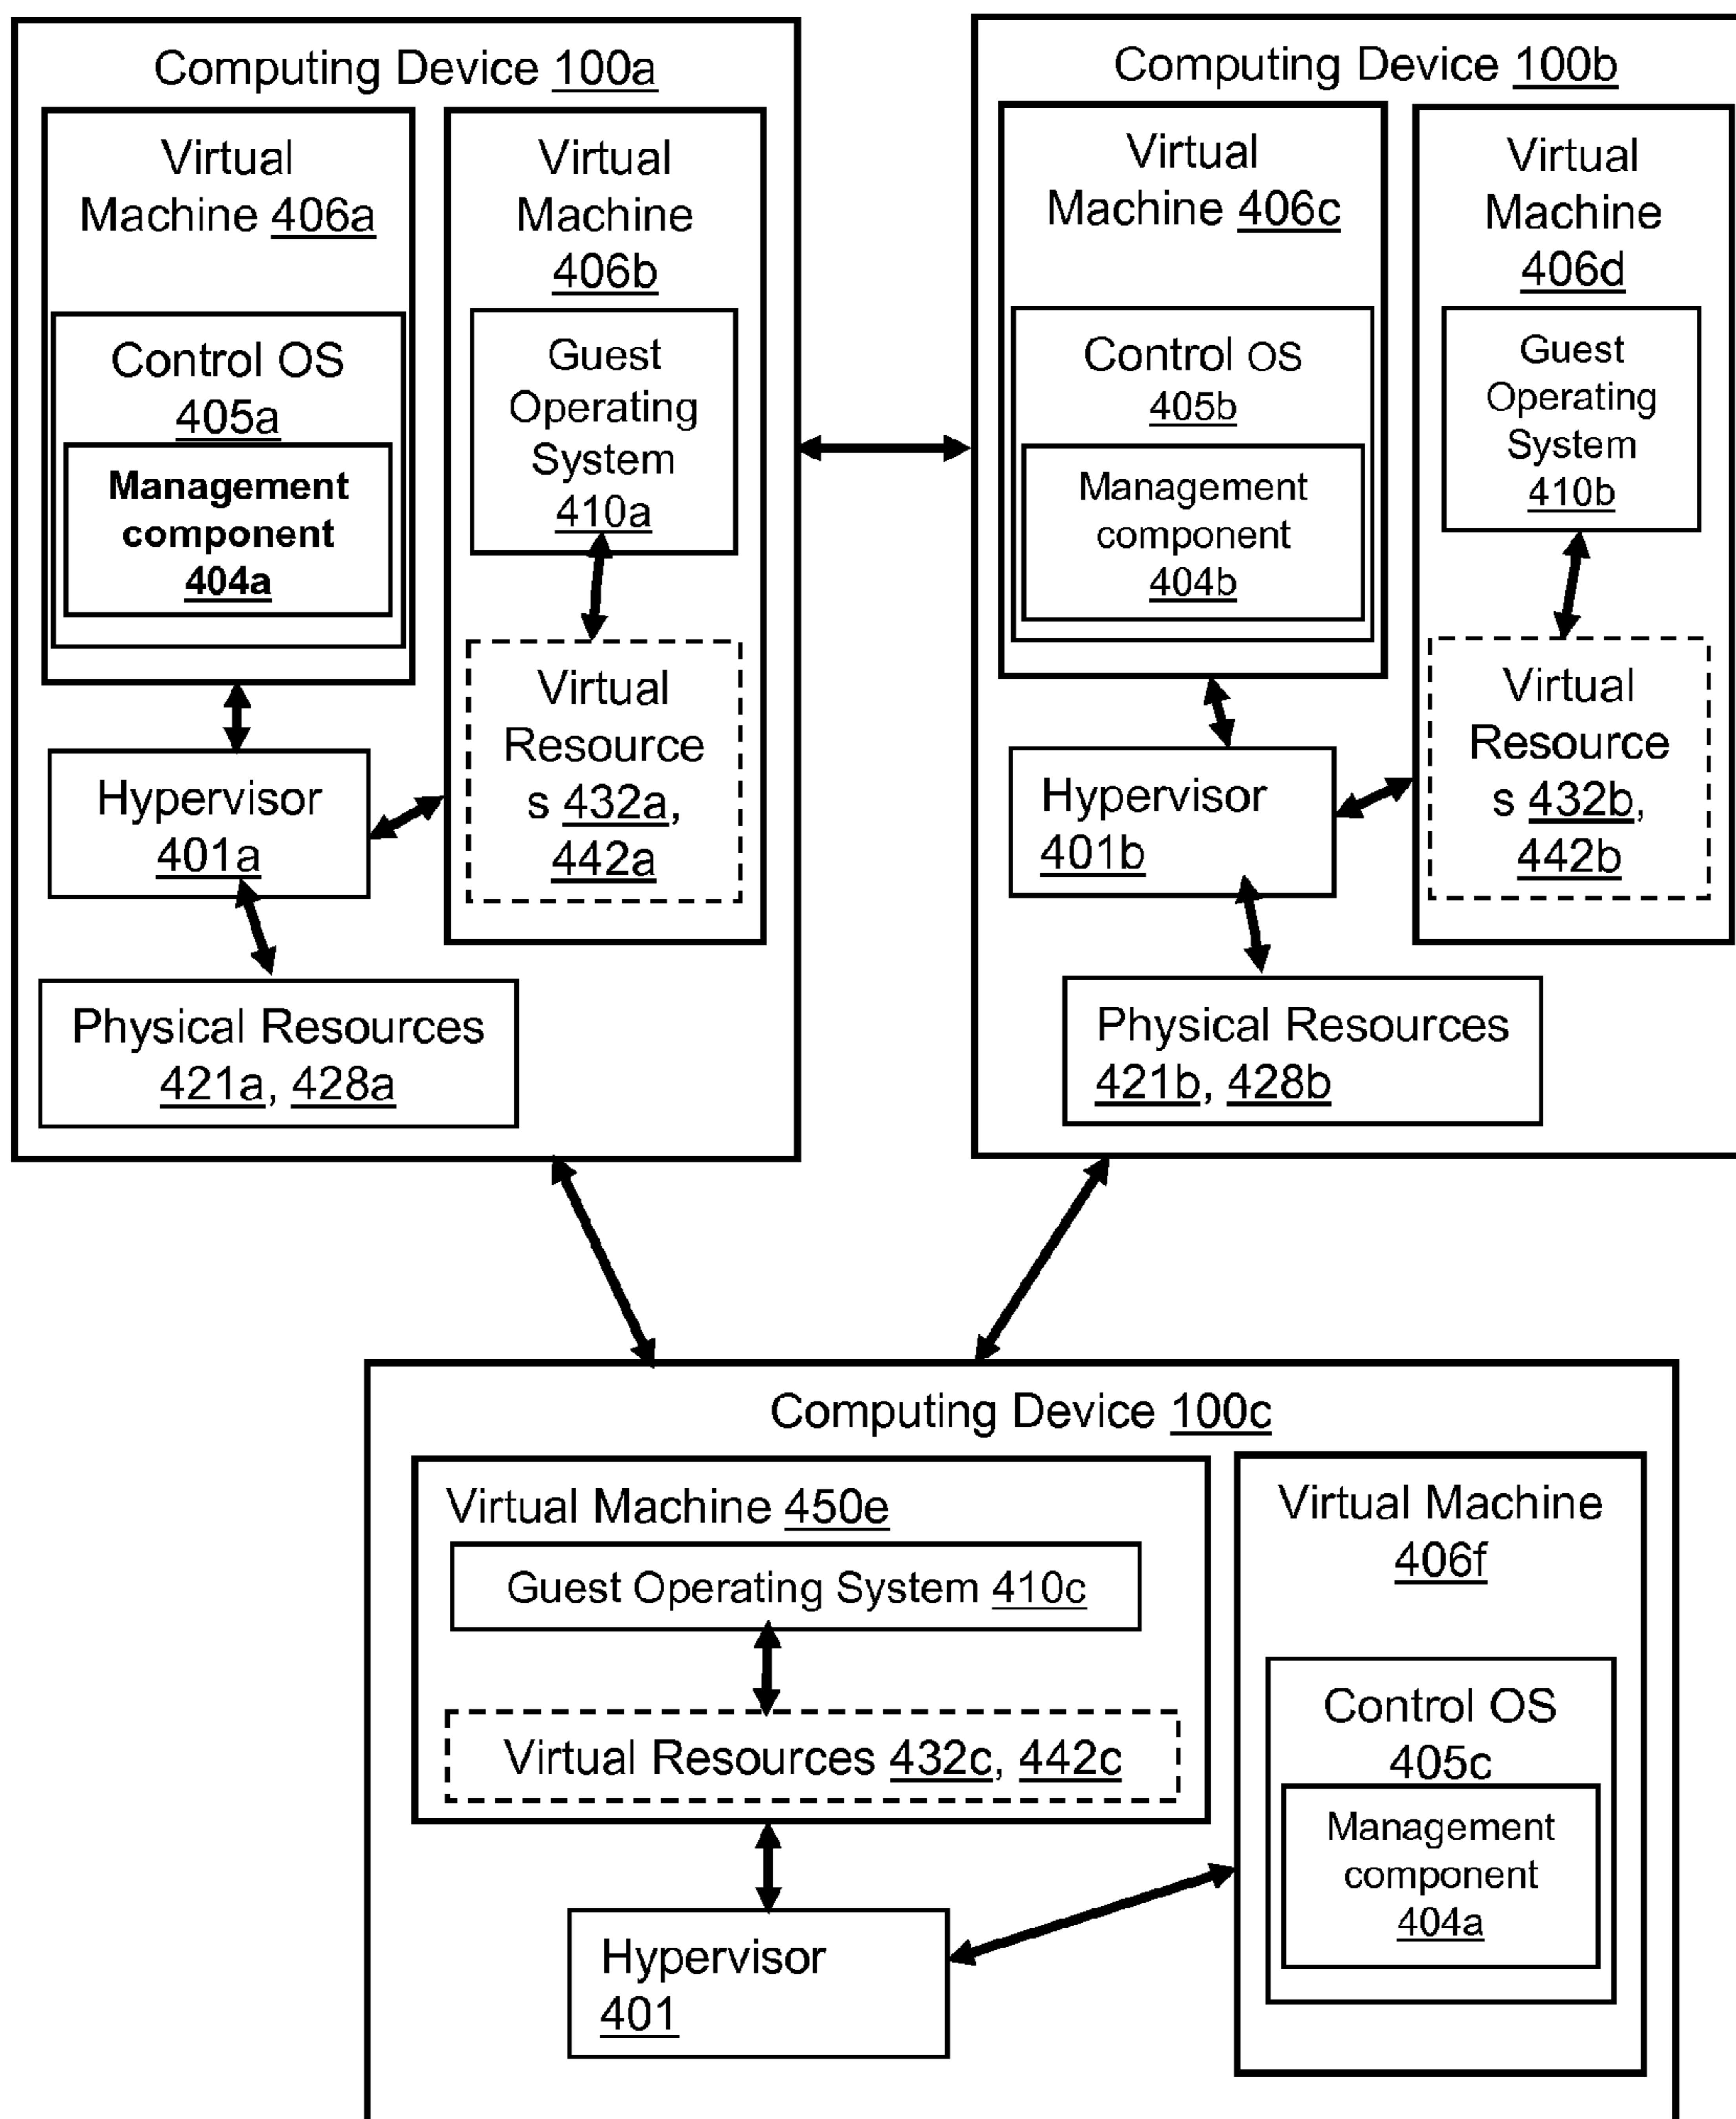 Computing Device 100a
Virtual
Machine 406a
Control OS
405a
Management
component
404a
Virtual
Machine
406b
Guest
Operating
System
410a
Virtual
Resource
s 432a,
442a
Hypervisor
401a
Physical Resources
421a, 428a
Computing Device 100b
Virtual
Machine 406c
Control OS
405b
Management
component
404b
Virtual
Machine
406d
Guest
Operating
System
410b
Virtual
Resource
s 432b,
442b
Hypervisor
401b
Physical Resources
421b, 428b
Computing Device 100c
Virtual Machine 450e
Guest Operating System 410c
Virtual Resources 432c, 442c
Virtual Machine
406f
Control OS
405c
Management
component
404a
Hypervisor
401